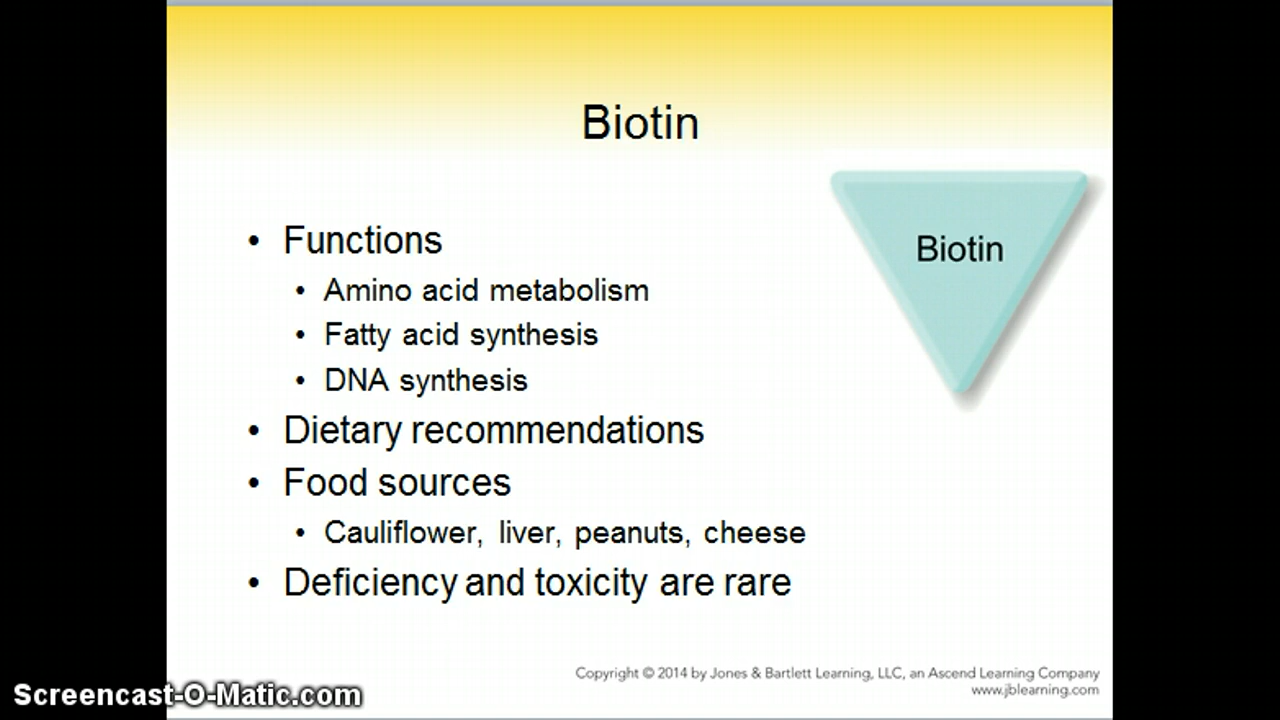 Biotin
Biotin
• Functions
• Amino acid metabolism
• Fatty acid synthesis
• DNA synthesis
• Dietary recommendations
• Food sources
• Cauliflower, liver, peanuts, cheese
• Deficiency and toxicity are rare
Copyright © 2014 by Jones & Bartlett Learning, LLC, an Ascend Learning Company
www.jblearning.com
Screencast-O-Matic.com